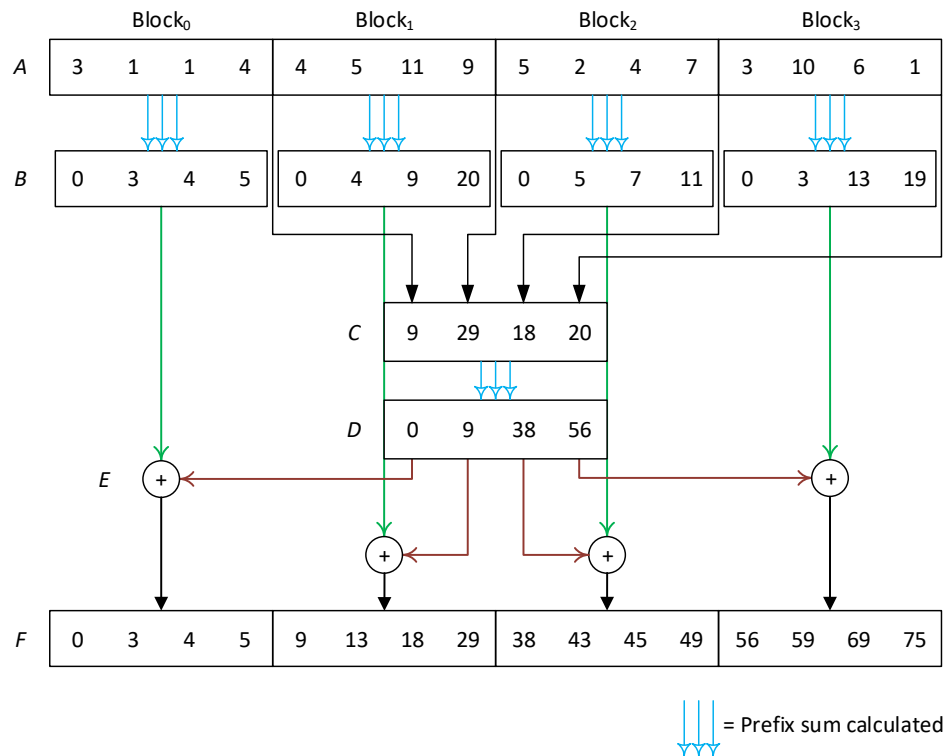 Block₀ Block₁ Block₂ Block₃
A 3 1 1 4 4 5 11 9 5 2 4 7 3 10 6 1
B 0 3 4 5 0 4 9 20 0 5 7 11 0 3 13 19
C 9 29 18 20
D 0 9 38 56
E + +
+ +
F 0 3 4 5 9 13 18 29 38 43 45 49 56 59 69 75
= Prefix sum calculated